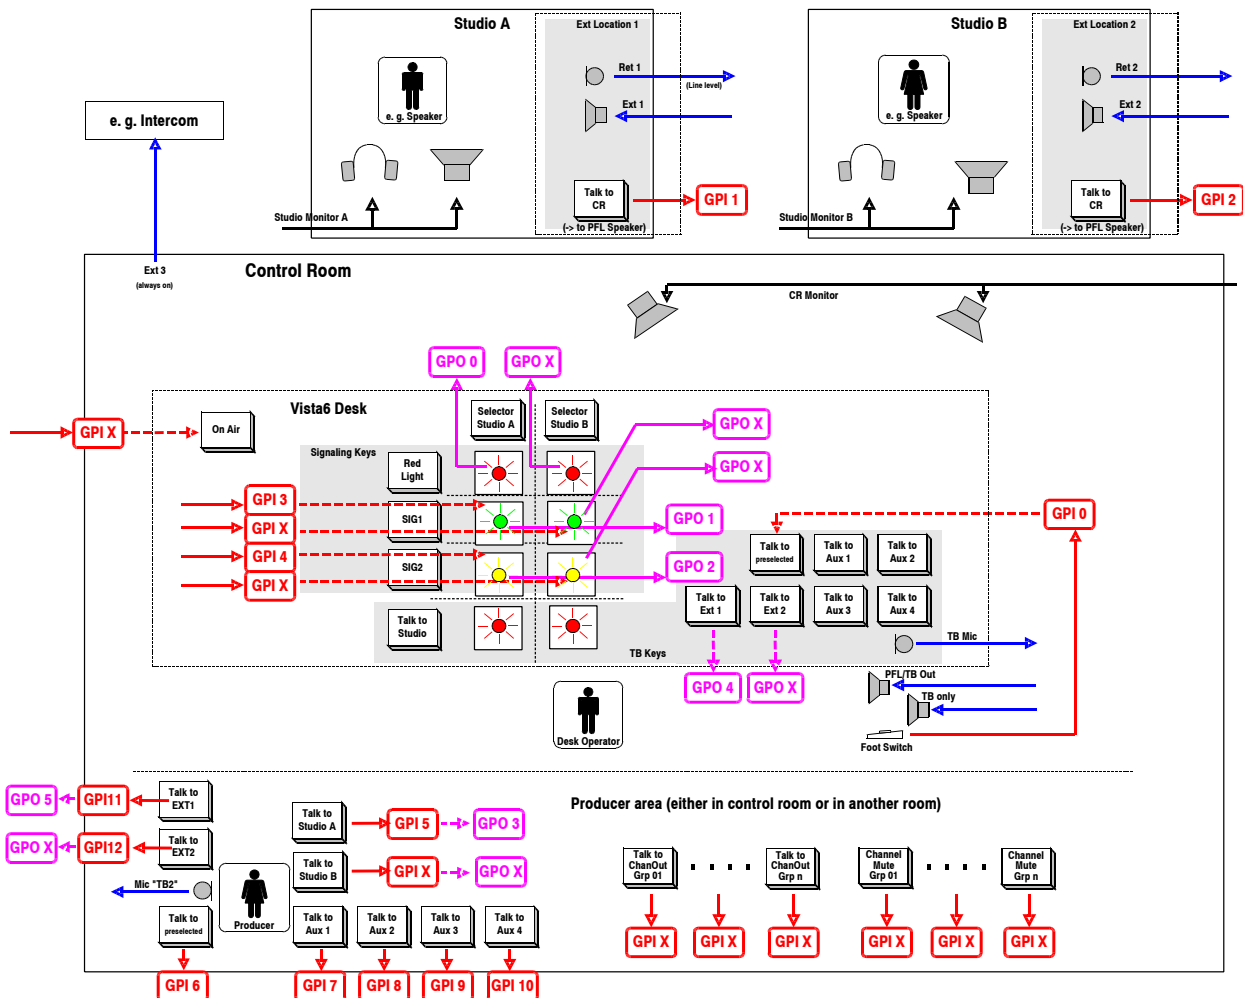 Studio A
Ext Location 1
Ret 1
(Line level)
Ext 1
e. g. Speaker
Talk to
CR
(-> to PFL Speaker)
GPI 1
Studio Monitor A
Studio B
Ext Location 2
Ret 2
Ext 2
e. g. Speaker
Talk to
CR
(-> to PFL Speaker)
GPI 2
Studio Monitor B
e. g. Intercom
Ext 3
(always on)
Control Room
CR Monitor
GPO 0
GPO X
Vista6 Desk
GPI X
On Air
Selector
Studio A
Selector
Studio B
GPO X
GPO X
Signaling Keys
Red
Light
GPI 3
SIG1
GPI X
GPO 1
GPI 0
GPI 4
SIG2
GPI X
GPO 2
Talk to
preselected
Talk to
Aux 1
Talk to
Aux 2
Talk to
Ext 1
Talk to
Ext 2
Talk to
Aux 3
Talk to
Aux 4
Talk to
Studio
TB Keys
TB Mic
GPO 4
GPO X
PFL/TB Out
TB only
Foot Switch
Desk Operator
GPO 5
GPI11
Talk to
EXT1
GPO X
GPI12
Talk to
EXT2
Mic "TB2"
Producer
Talk to
preselected
GPI 6
Talk to
Studio A
GPI 5
GPO 3
Talk to
Studio B
GPI X
GPO X
Talk to
Aux 1
Talk to
Aux 2
Talk to
Aux 3
Talk to
Aux 4
GPI 7
GPI 8
GPI 9
GPI 10
Producer area (either in control room or in another room)
Talk to
ChanOut
Grp 01
. . . .
Talk to
ChanOut
Grp n
Channel
Mute
Grp 01
. . . .
Channel
Mute
Grp n
GPI X
GPI X
GPI X
GPI X
GPI X
GPI X